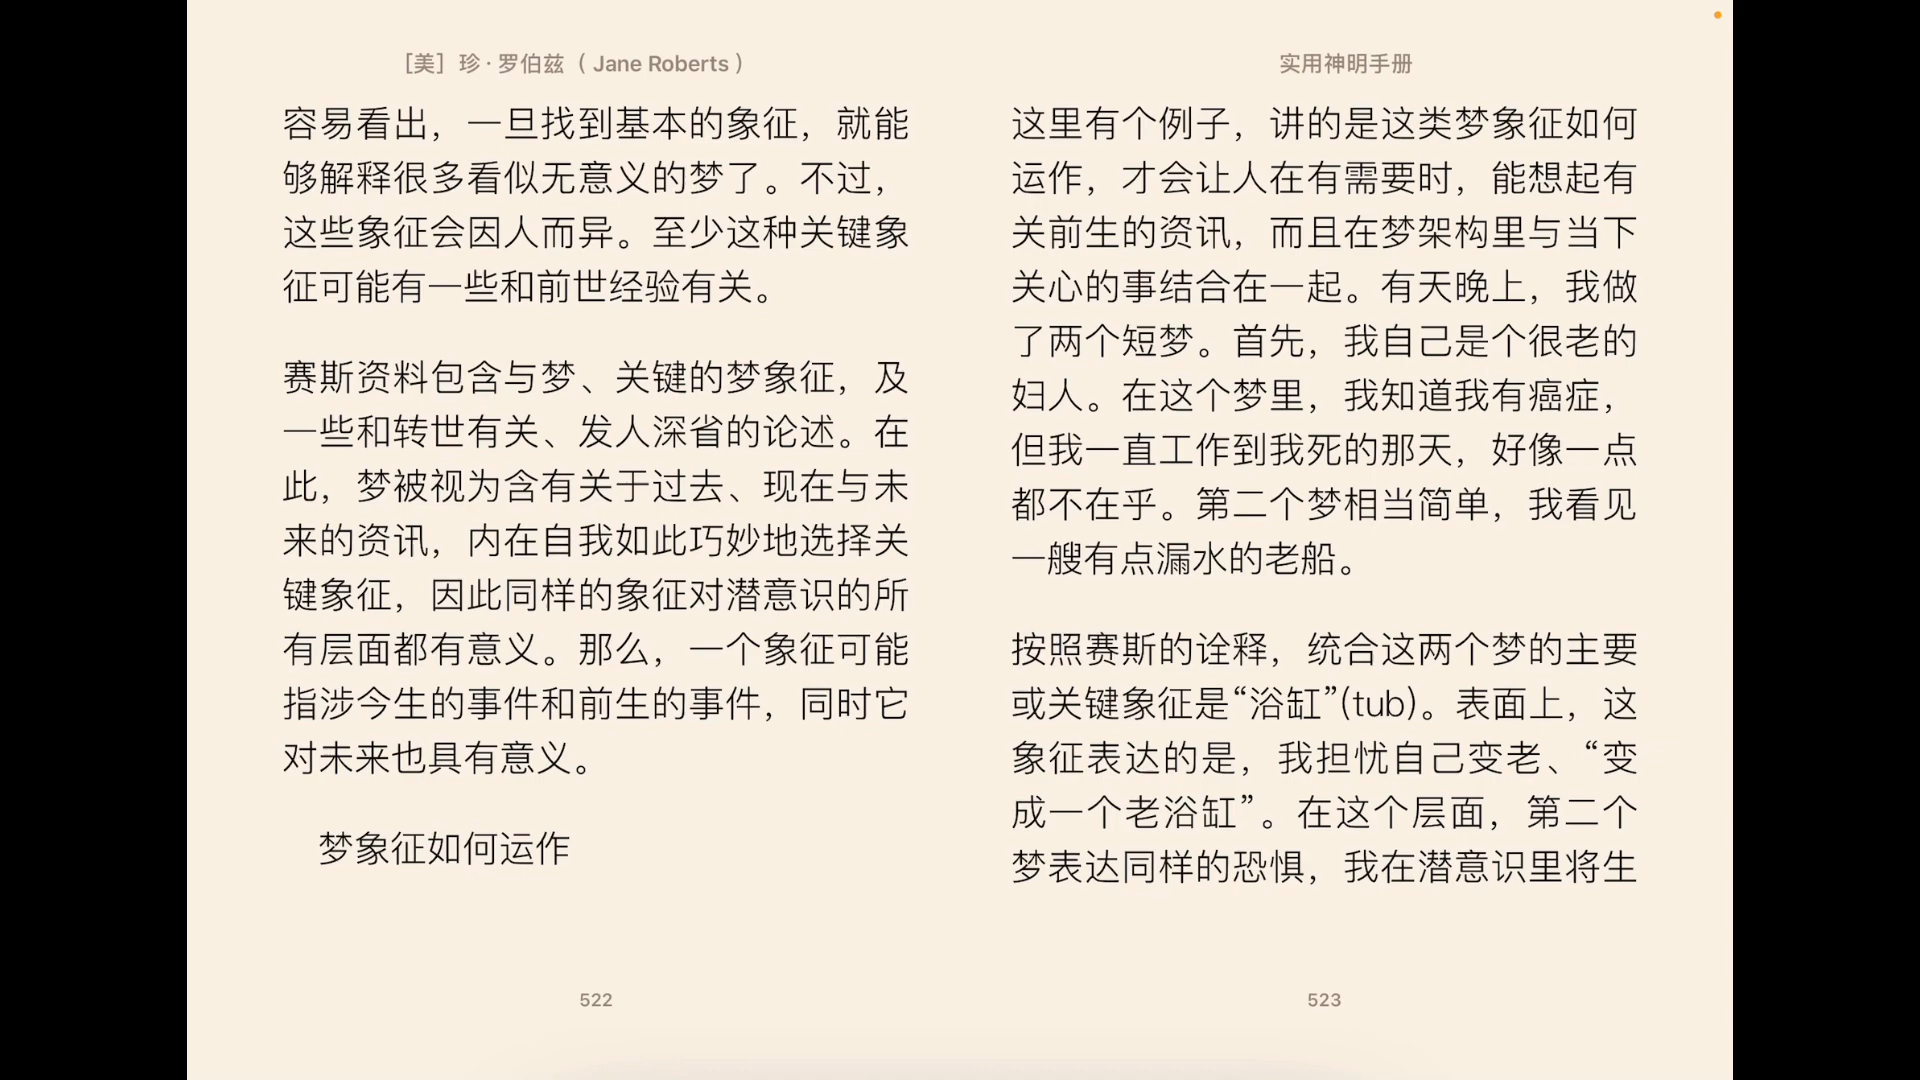 [美] 珍·罗伯兹 ( Jane Roberts )
容易看出，一旦找到基本的象征，就能
够解释很多看似无意义的梦了。不过，
这些象征会因人而异。至少这种关键象
征可能有一些和前世经验有关。
赛斯资料包含与梦、关键的梦象征，及
一些和转世有关、发人深省的论述。在
此，梦被视为含有关于过去、现在与未
来的资讯，内在自我如此巧妙地选择关
键象征，因此同样的象征对潜意识的所
有层面都有意义。那么，一个象征可能
指涉今生的事件和前生的事件，同时它
对未来也具有意义。
梦象征如何运作
522
实用神明手册
这里有个例子，讲的是这类梦象征如何
运作，才会让人在有需要时，能想起有
关前生的资讯，而且在梦架构里与当下
关心的事结合在一起。有天晚上，我做
了两个短梦。首先，我自己是个很老的
妇人。在这个梦里，我知道我有癌症，
但我一直工作到我死的那天，好像一点
都不在乎。第二个梦相当简单，我看见
一艘有点漏水的老船。
按照赛斯的诠释，统合这两个梦的主要
或关键象征是“浴缸”(tub)。表面上，这
象征表达的是，我担忧自己变老、“变
成一个老浴缸”。在这个层面，第二个
梦表达同样的恐惧，我在潜意识里将生
523